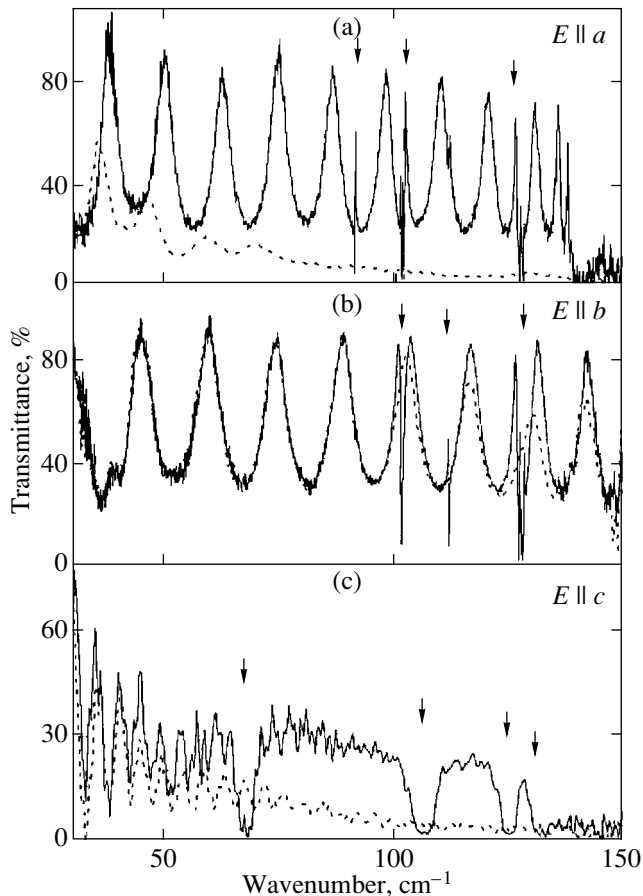 (a)
E || a
80
40
0
(b)
E || b
80
40
0
Transmittance, %
(c)
E || c
60
30
0
50 100 150
Wavenumber, cm⁻¹